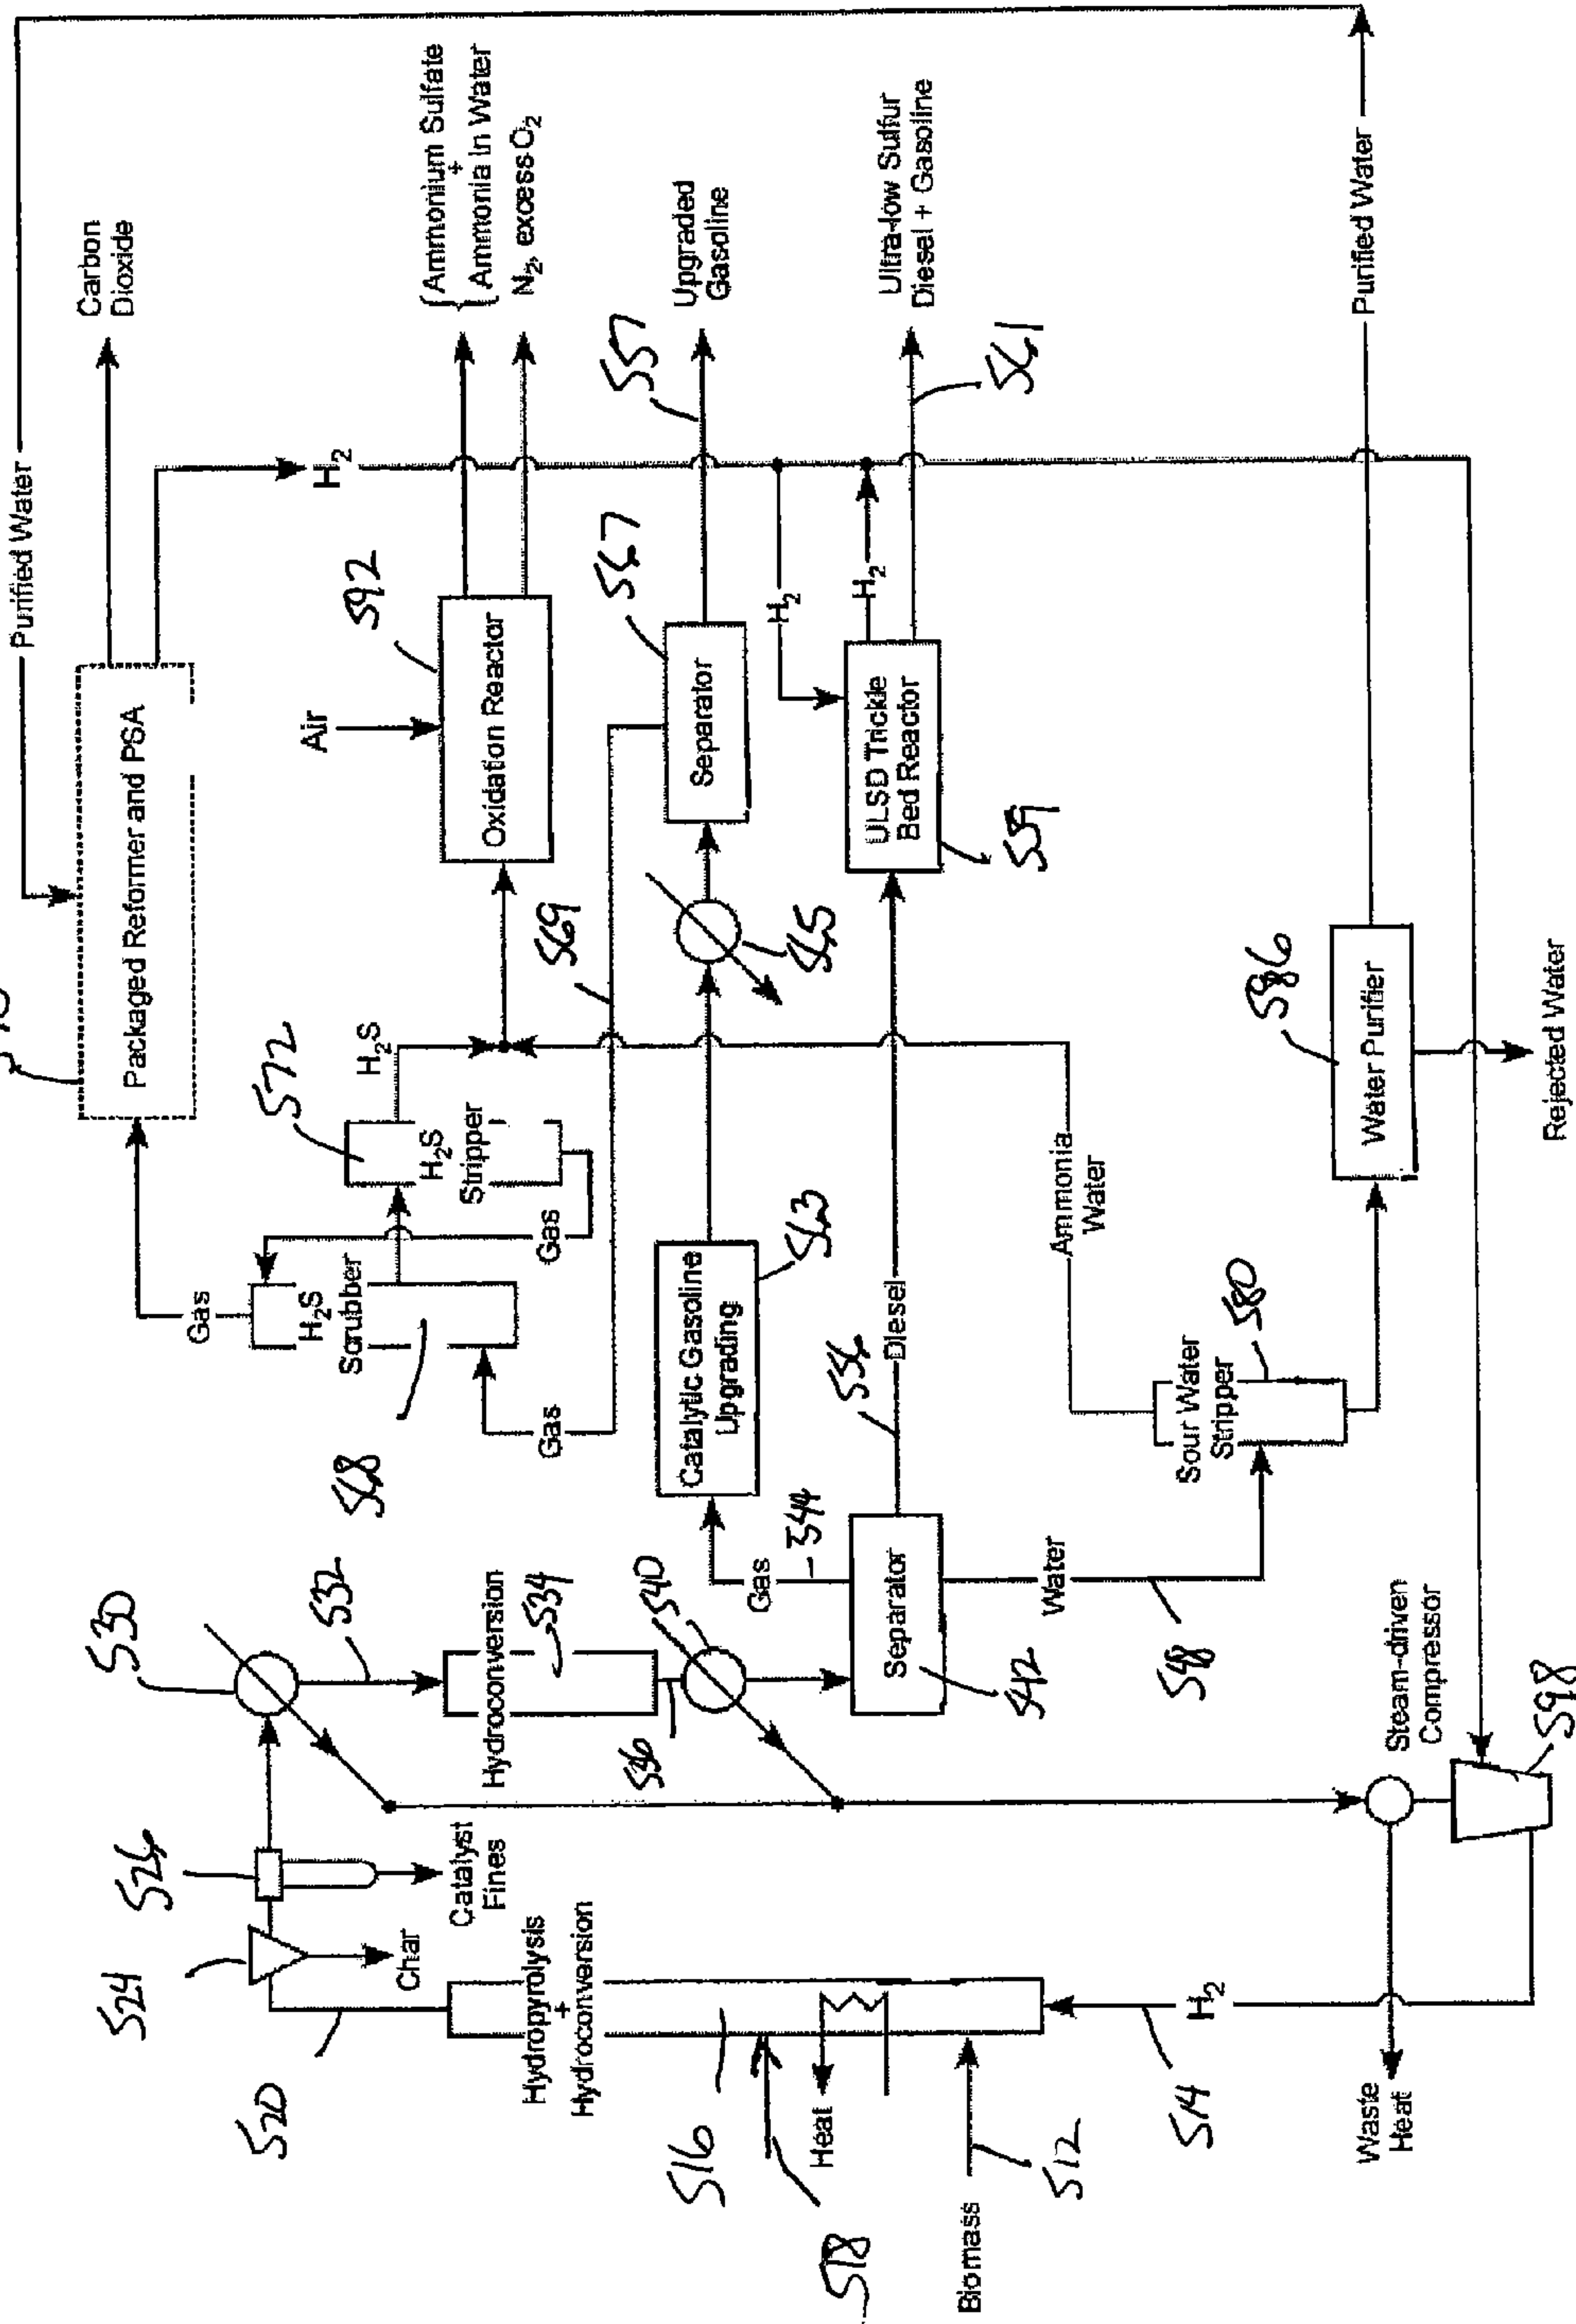 Purified Water
Carbon
Dioxide
Packaged Reformer and PSA
H₂
Gas
530
524
526
520
532
572
H₂S
Scrubber
H₂S
592
Air
H₂S
Stripper
568
Char
Catalyst
Fines
Hydropyrolysis
+
Hydroconversion
Hydroconversion
534
Oxidation Reactor
{Ammonium Sulfate
+
Ammonia In Water
N₂, excess O₂
Gas
Gas
569
567
557
516
536
540
Catalytic Gasoline
Upgrading
563
Separator
Upgraded
Gasoline
518
Heat
Gas
544
565
H₂
556
Diesel
Separator
542
ULSD Trickle
Bed Reactor
559
H₂
Ultra-low Sulfur
Diesel + Gasoline
561
Biomass
512
Water
548
Ammonia
Water
514
H₂
Sour Water
Stripper
580
586
Waste
Heat
Steam-driven
Compressor
598
Water Purifier
Purified Water
Rejected Water